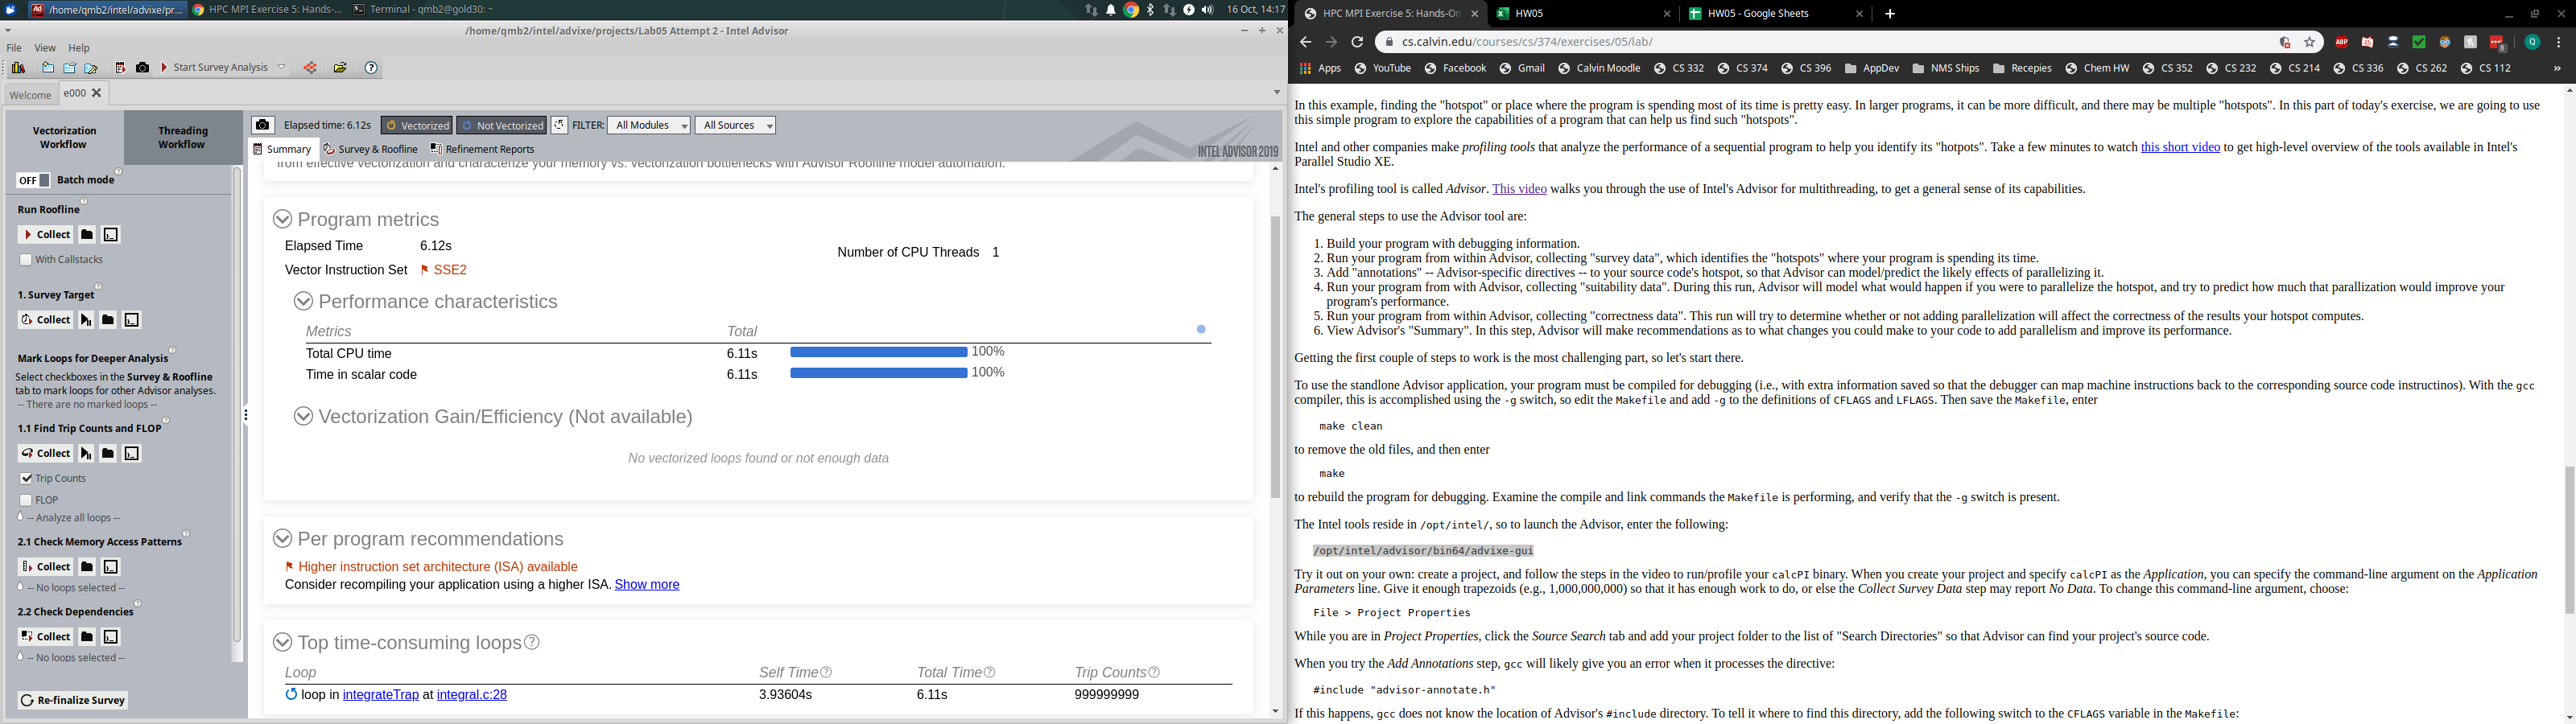 /home/qmb2/intel/advixe/pr...
HPC MPI Exercise 5: Hands-...
Terminal - qmb2@gold30: ~
16 Oct, 14:17
/home/qmb2/intel/advixe/projects/Lab05 Attempt 2 - Intel Advisor
File View Help
Start Survey Analysis
Welcome e000
Vectorization Workflow
Threading Workflow
OFF Batch mode
Run Roofline
Collect
With Callstacks
1. Survey Target
Collect
Mark Loops for Deeper Analysis
Select checkboxes in the Survey & Roofline
tab to mark loops for other Advisor analyses.
-- There are no marked loops --
1.1 Find Trip Counts and FLOP
Collect
Trip Counts
FLOP
-- Analyze all loops --
2.1 Check Memory Access Patterns
Collect
-- No loops selected --
2.2 Check Dependencies
Collect
-- No loops selected --
Re-finalize Survey
Elapsed time: 6.12s Vectorized Not Vectorized FILTER: All Modules All Sources
Summary Survey & Roofline Refinement Reports
INTEL ADVISOR 2019
from effective vectorization and characterize your memory vs. vectorization bottlenecks with Advisor Roofline model automation.
Program metrics
Elapsed Time 6.12s
Number of CPU Threads 1
Vector Instruction Set SSE2
Performance characteristics
Metrics Total
Total CPU time 6.11s 100%
Time in scalar code 6.11s 100%
Vectorization Gain/Efficiency (Not available)
No vectorized loops found or not enough data
Per program recommendations
Higher instruction set architecture (ISA) available
Consider recompiling your application using a higher ISA. Show more
Top time-consuming loops
Loop Self Time Total Time Trip Counts
loop in integrateTrap at integral.c:28 3.93604s 6.11s 999999999
HPC MPI Exercise 5: Hands-On
HW05
HW05 - Google Sheets
cs.calvin.edu/courses/cs/374/exercises/05/lab/
ABP
8
Q
Apps YouTube Facebook Gmail Calvin Moodle CS 332 CS 374 CS 396 AppDev NMS Ships Recepies Chem HW CS 352 CS 232 CS 214 CS 336 CS 262 CS 112 »
In this example, finding the "hotspot" or place where the program is spending most of its time is pretty easy. In larger programs, it can be more difficult, and there may be multiple "hotspots". In this part of today's exercise, we are going to use
this simple program to explore the capabilities of a program that can help us find such "hotspots".
Intel and other companies make profiling tools that analyze the performance of a sequential program to help you identify its "hotpots". Take a few minutes to watch this short video to get high-level overview of the tools available in Intel's
Parallel Studio XE.
Intel's profiling tool is called Advisor. This video walks you through the use of Intel's Advisor for multithreading, to get a general sense of its capabilities.
The general steps to use the Advisor tool are:
1. Build your program with debugging information.
2. Run your program from within Advisor, collecting "survey data", which identifies the "hotspots" where your program is spending its time.
3. Add "annotations" -- Advisor-specific directives -- to your source code's hotspot, so that Advisor can model/predict the likely effects of parallelizing it.
4. Run your program from with Advisor, collecting "suitability data". During this run, Advisor will model what would happen if you were to parallelize the hotspot, and try to predict how much that parallization would improve your
program's performance.
5. Run your program from within Advisor, collecting "correctness data". This run will try to determine whether or not adding parallelization will affect the correctness of the results your hotspot computes.
6. View Advisor's "Summary". In this step, Advisor will make recommendations as to what changes you could make to your code to add parallelism and improve its performance.
Getting the first couple of steps to work is the most challenging part, so let's start there.
To use the standlone Advisor application, your program must be compiled for debugging (i.e., with extra information saved so that the debugger can map machine instructions back to the corresponding source code instructinos). With the gcc
compiler, this is accomplished using the -g switch, so edit the Makefile and add -g to the definitions of CFLAGS and LFLAGS. Then save the Makefile, enter
make clean
to remove the old files, and then enter
make
to rebuild the program for debugging. Examine the compile and link commands the Makefile is performing, and verify that the -g switch is present.
The Intel tools reside in /opt/intel/, so to launch the Advisor, enter the following:
/opt/intel/advisor/bin64/advixe-gui
Try it out on your own: create a project, and follow the steps in the video to run/profile your calcPI binary. When you create your project and specify calcPI as the Application, you can specify the command-line argument on the Application
Parameters line. Give it enough trapezoids (e.g., 1,000,000,000) so that it has enough work to do, or else the Collect Survey Data step may report No Data. To change this command-line argument, choose:
File > Project Properties
While you are in Project Properties, click the Source Search tab and add your project folder to the list of "Search Directories" so that Advisor can find your project's source code.
When you try the Add Annotations step, gcc will likely give you an error when it processes the directive:
#include "advisor-annotate.h"
If this happens, gcc does not know the location of Advisor's #include directory. To tell it where to find this directory, add the following switch to the CFLAGS variable in the Makefile: